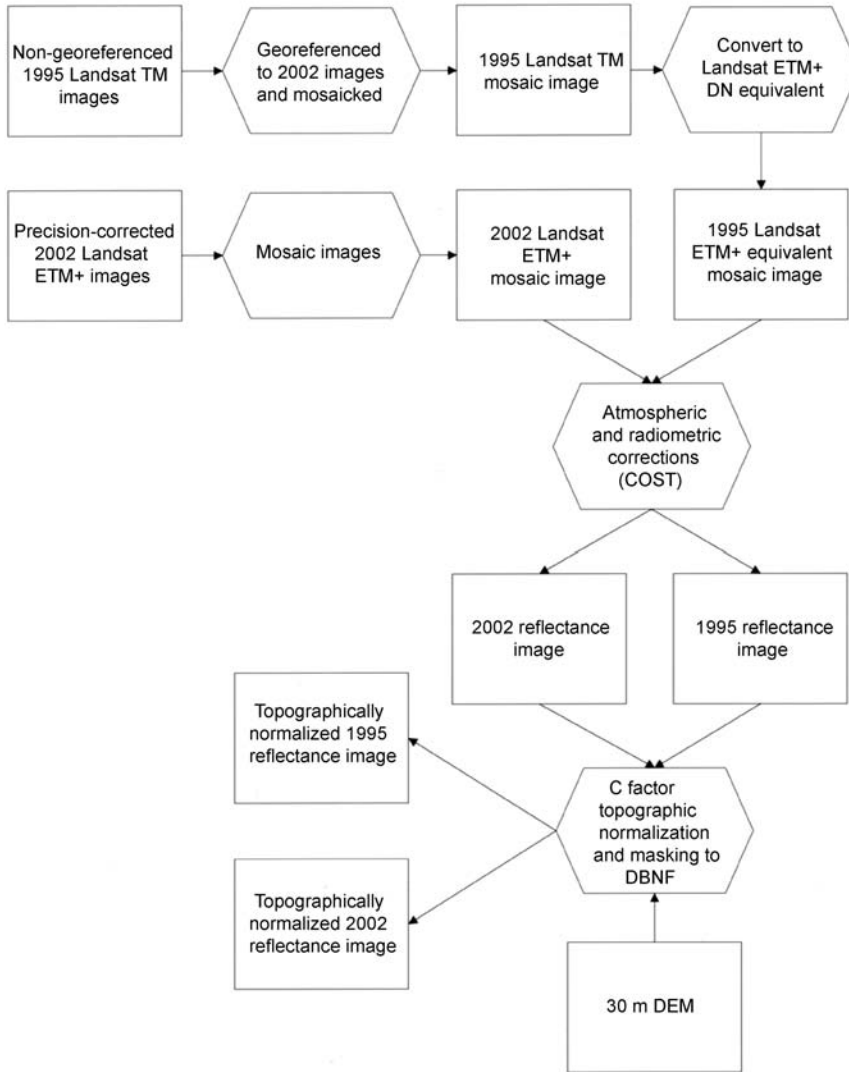 Non-georeferenced
1995 Landsat TM
images
Georeferenced
to 2002 images
and mosaicked
1995 Landsat TM
mosaic image
Convert to
Landsat ETM+
DN equivalent
Precision-corrected
2002 Landsat
ETM+ images
Mosaic images
2002 Landsat
ETM+
mosaic image
1995 Landsat
ETM+ equivalent
mosaic image
Atmospheric
and radiometric
corrections
(COST)
2002 reflectance
image
1995 reflectance
image
Topographically
normalized 1995
reflectance image
C factor
topographic
normalization
and masking to
DBNF
Topographically
normalized 2002
reflectance image
30 m DEM